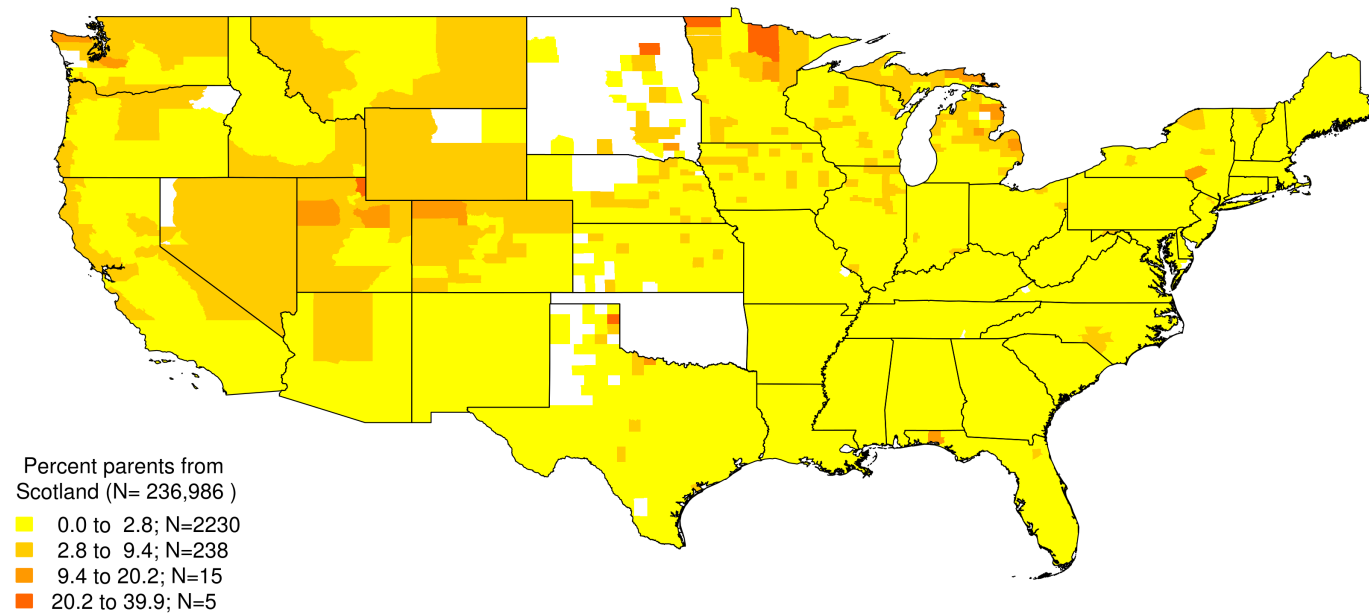 Percent parents from
Scotland (N= 236,986 )
0.0 to 2.8; N=2230
2.8 to 9.4; N=238
9.4 to 20.2; N=15
20.2 to 39.9; N=5